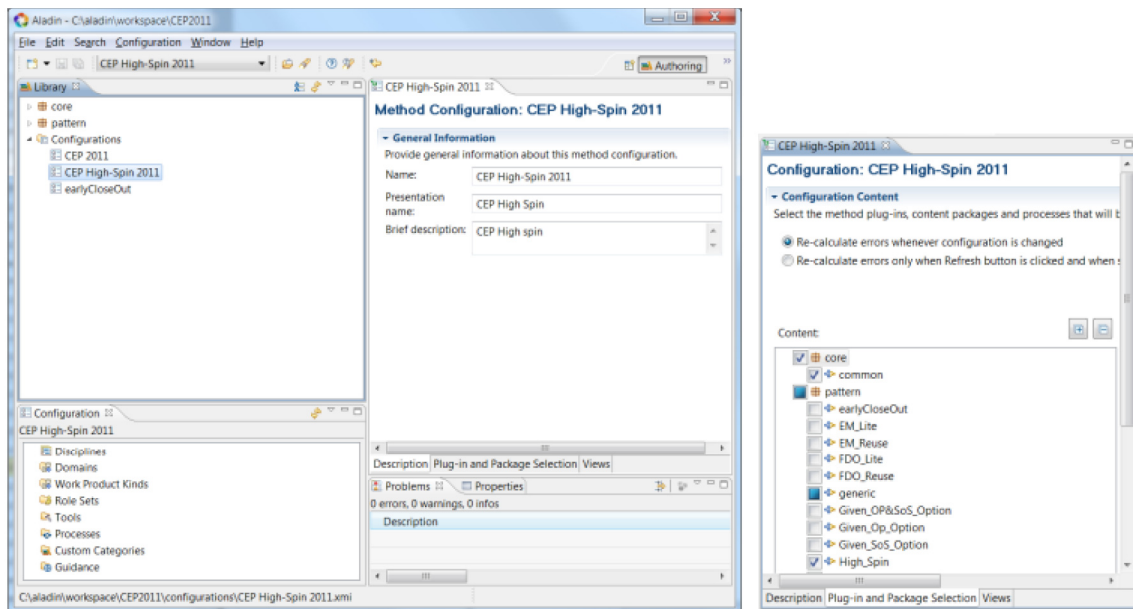 Aladin - C:\aladin\workspace\CEP2011
File Edit Search Configuration Window Help
CEP High-Spin 2011
Authoring
Library
core
pattern
Configurations
CEP 2011
CEP High-Spin 2011
earlyCloseOut
Configuration
CEP High-Spin 2011
Disciplines
Domains
Work Product Kinds
Role Sets
Tools
Processes
Custom Categories
Guidance
C:\aladin\workspace\CEP2011\configurations\CEP High-Spin 2011.xmi
CEP High-Spin 2011
Method Configuration: CEP High-Spin 2011
General Information
Provide general information about this method configuration.
Name: CEP High-Spin 2011
Presentation name: CEP High Spin
Brief description: CEP High spin
Description Plug-in and Package Selection Views
Problems Properties
0 errors, 0 warnings, 0 infos
Description
CEP High-Spin 2011
Configuration: CEP High-Spin 2011
Configuration Content
Select the method plug-ins, content packages and processes that will b
Re-calculate errors whenever configuration is changed
Re-calculate errors only when Refresh button is clicked and when s
Content:
core
common
pattern
earlyCloseOut
EM_Lite
EM_Reuse
FDO_Lite
FDO_Reuse
generic
Given_OP&SoS_Option
Given_Op_Option
Given_SoS_Option
High_Spin
Description Plug-in and Package Selection Views